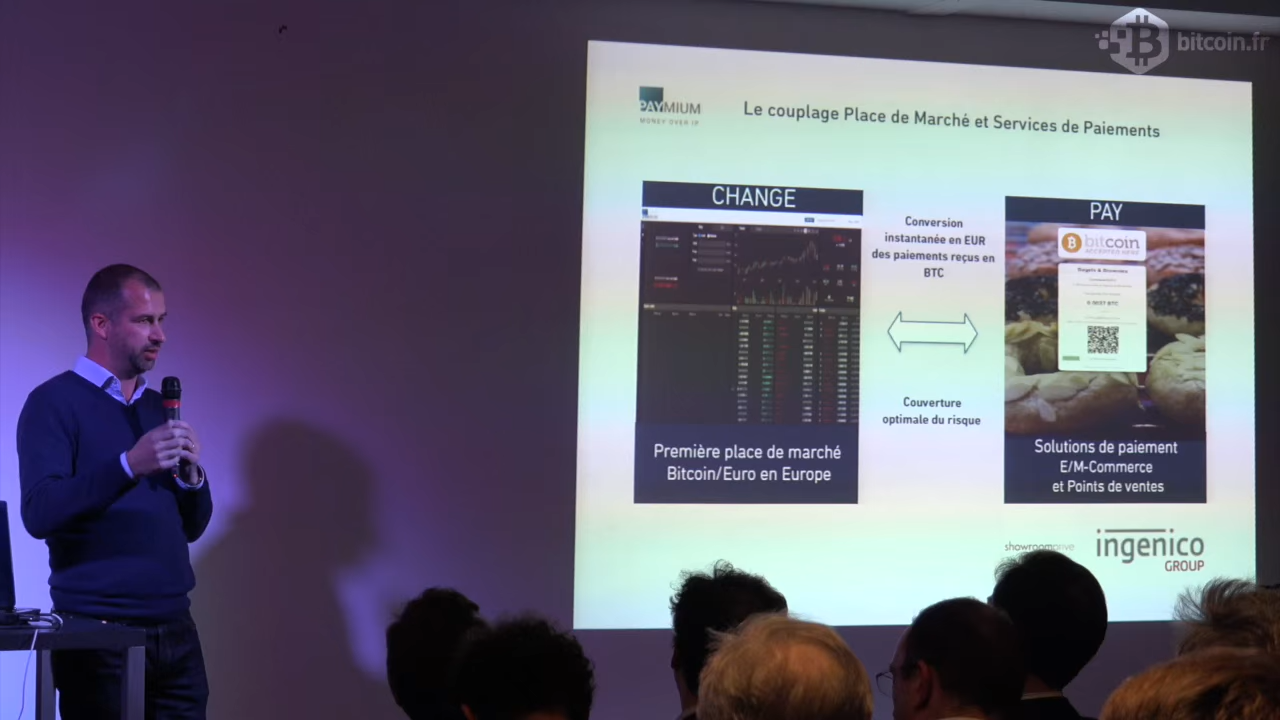 bitcoin.fr
PAYMIUM
MONEY OVER IP
Le couplage Place de Marché et Services de Paiements
CHANGE
Première place de marché
Bitcoin/Euro en Europe
Conversion
instantanée en EUR
des paiements reçus en
BTC
Couverture
optimale du risque
PAY
bitcoin
ACCEPTED HERE
Solutions de paiement
E/M-Commerce
et Points de ventes
showroomprive
ingenico
GROUP